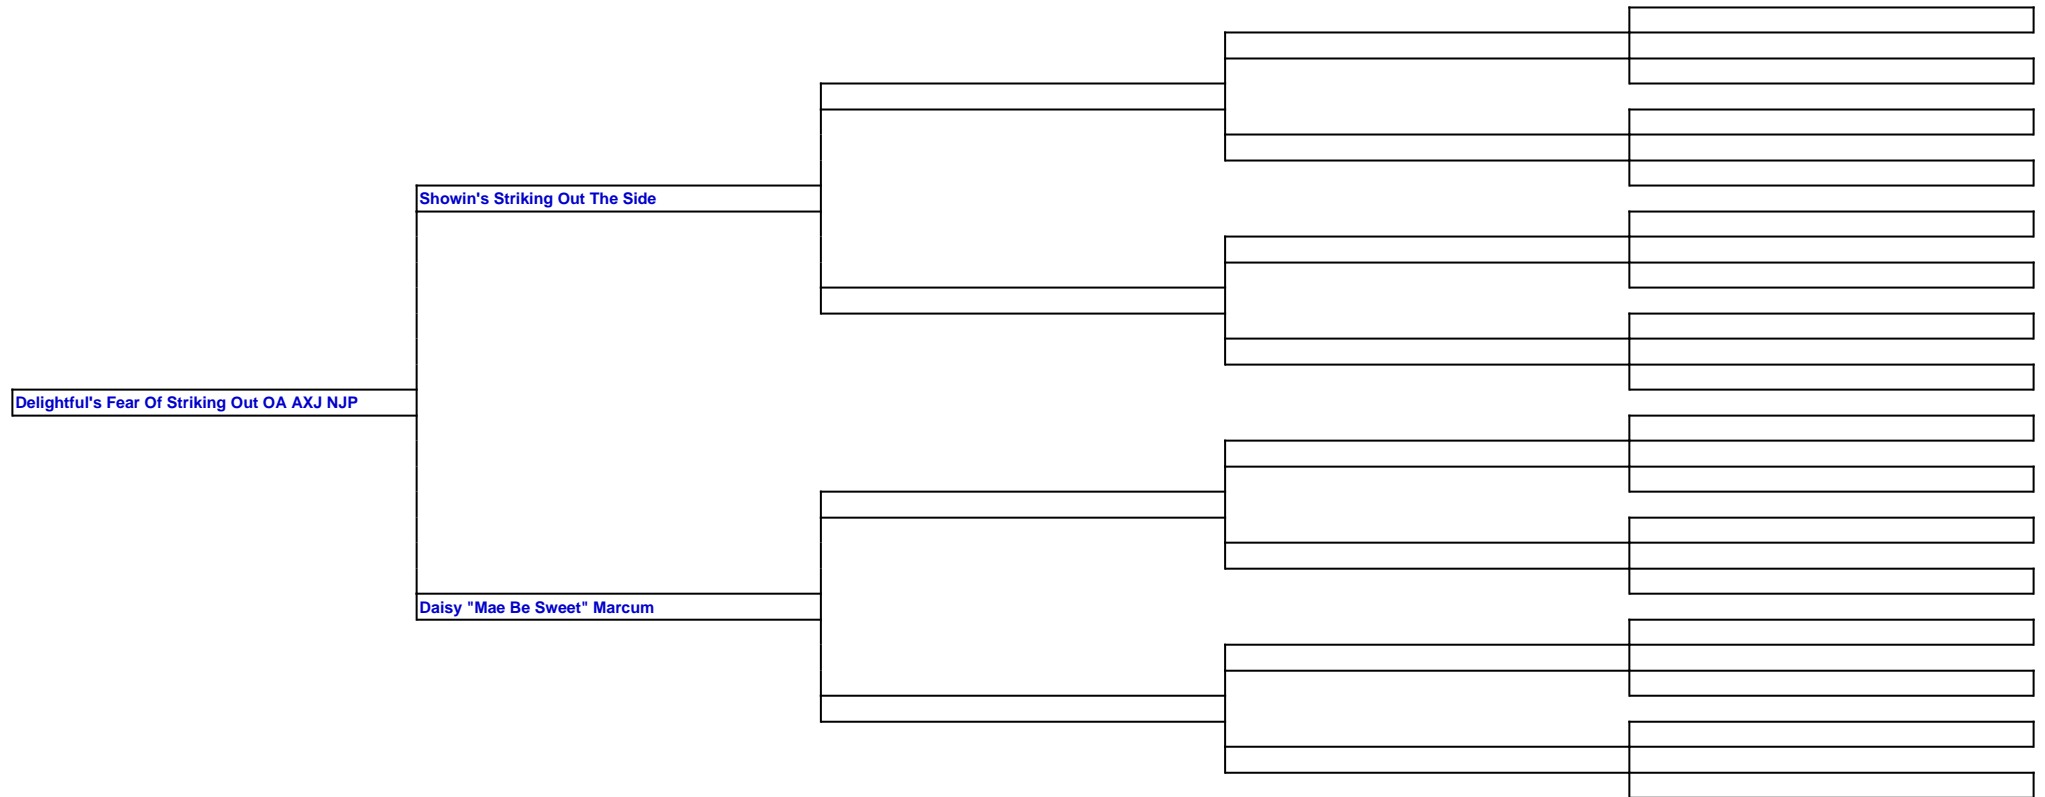 Showin's Striking Out The Side
Delightful's Fear Of Striking Out OA AXJ NJP
Daisy "Mae Be Sweet" Marcum